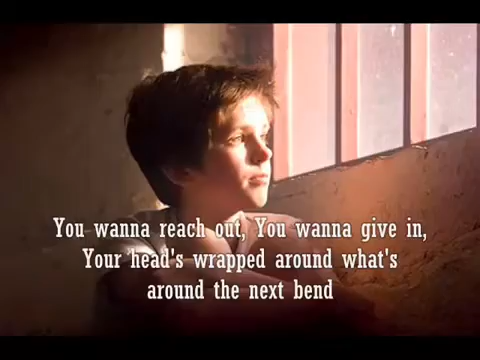 You wanna reach out, You wanna give in,
Your head's wrapped around what's
around the next bend